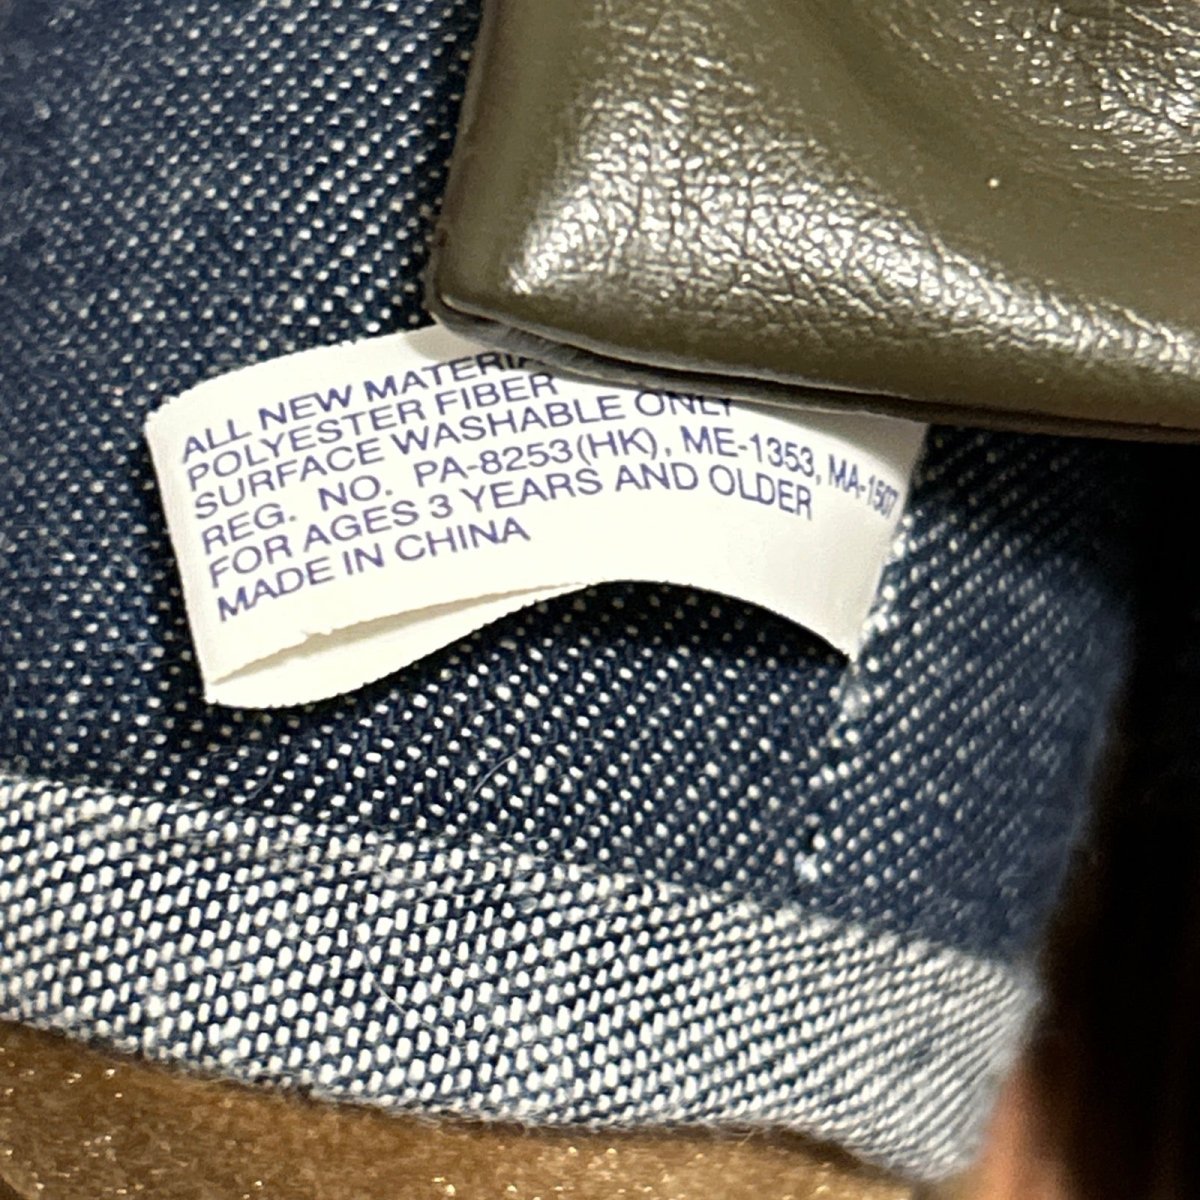 ALL NEW MATERIAL
POLYESTER FIBER
SURFACE WASHABLE ONLY
REG. NO. PA-8253(HK), ME-1353, MA-1507
FOR AGES 3 YEARS AND OLDER
MADE IN CHINA